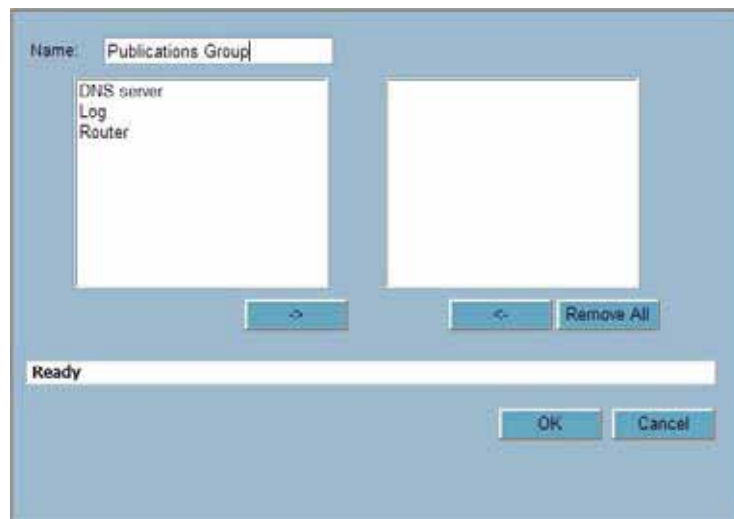 Name: Publications Group
DNS server
Log
Router
-> <- Remove All
Ready
OK Cancel